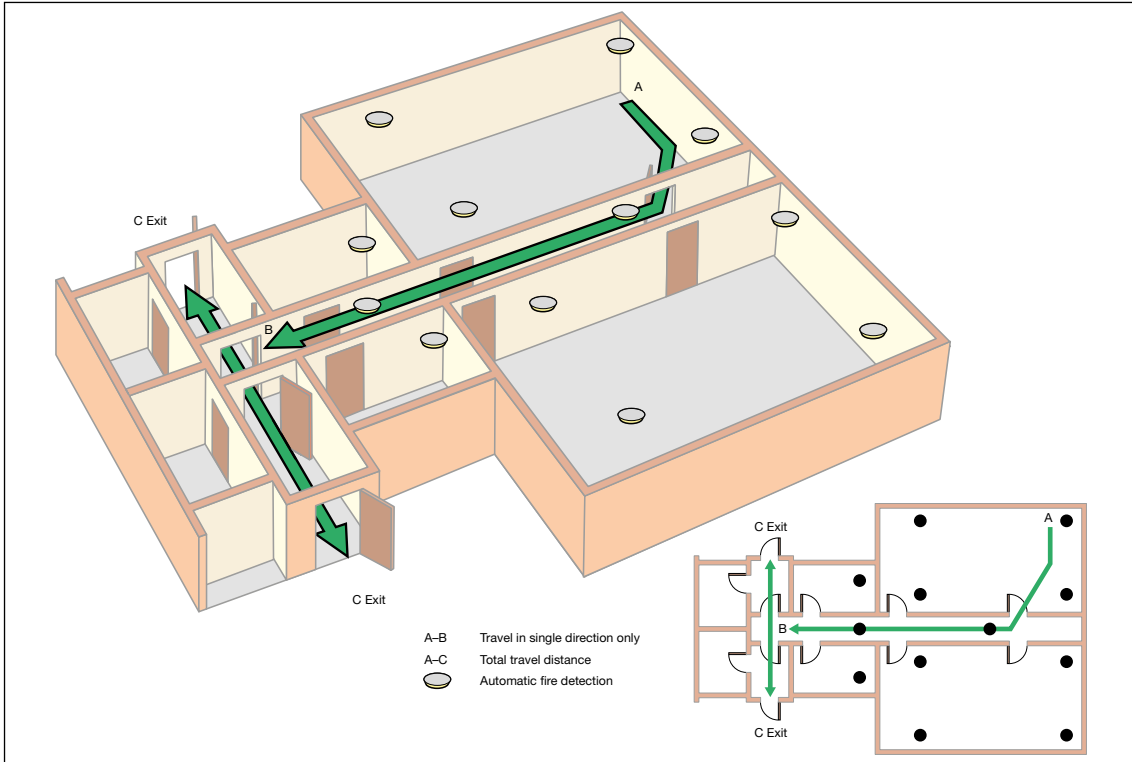 A
C Exit
B
C Exit
A–B Travel in single direction only
A–C Total travel distance
Automatic fire detection
C Exit
A
B
C Exit